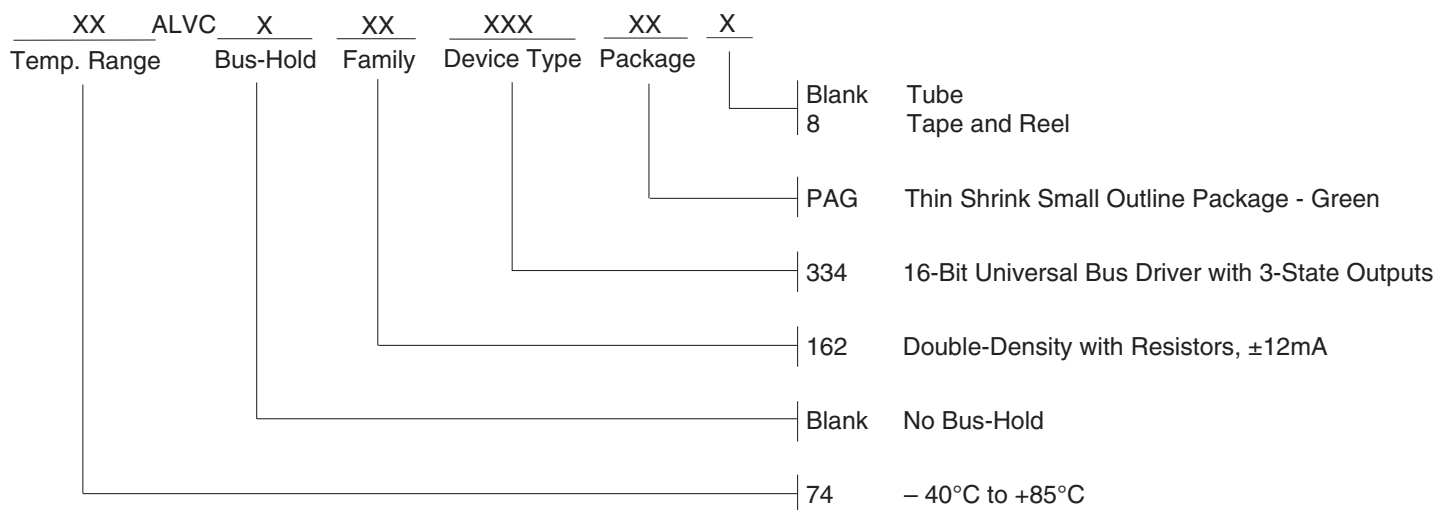 XX ALVC X XX XXX XX X
Temp. Range Bus-Hold Family Device Type Package
Blank Tube
8 Tape and Reel
PAG Thin Shrink Small Outline Package - Green
334 16-Bit Universal Bus Driver with 3-State Outputs
162 Double-Density with Resistors, ±12mA
Blank No Bus-Hold
74 – 40°C to +85°C